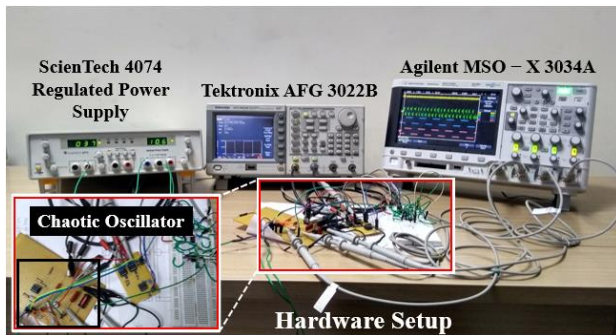 ScienTech 4074
Regulated Power
Supply
Tektronix AFG 3022B
Agilent MSO – X 3034A
Chaotic Oscillator
Hardware Setup